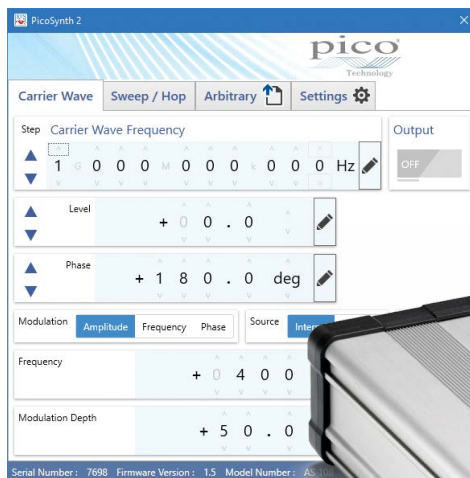 PicoSynth 2
pico
Technology
Carrier Wave Sweep / Hop Arbitrary Settings
Step Carrier Wave Frequency Output
1 G 0 0 0 M 0 0 0 k 0 0 0 Hz OFF
Level + 0 0 . 0
Phase + 1 8 0 . 0 deg
Modulation Amplitude Frequency Phase Source
Frequency + 0 4 0 0
Modulation Depth + 5 0 . 0
Serial Number : 7698 Firmware Version : 1.5 Model Number : AS 108